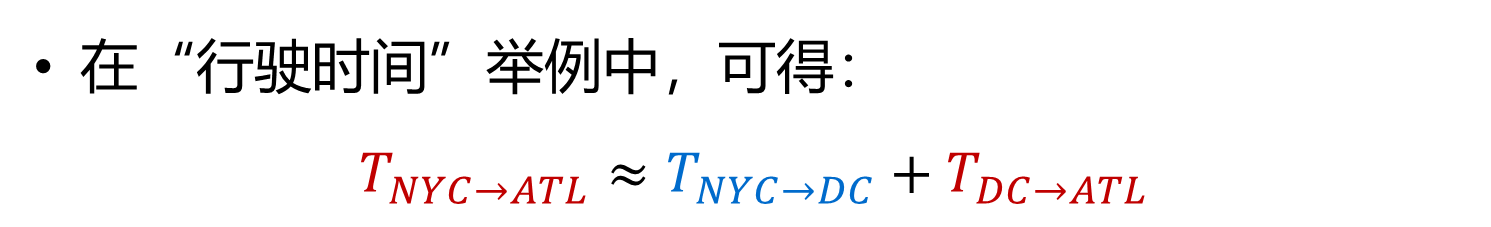 • 在“行驶时间”举例中，可得：
T_{NYC→ATL} ≈ T_{NYC→DC} + T_{DC→ATL}